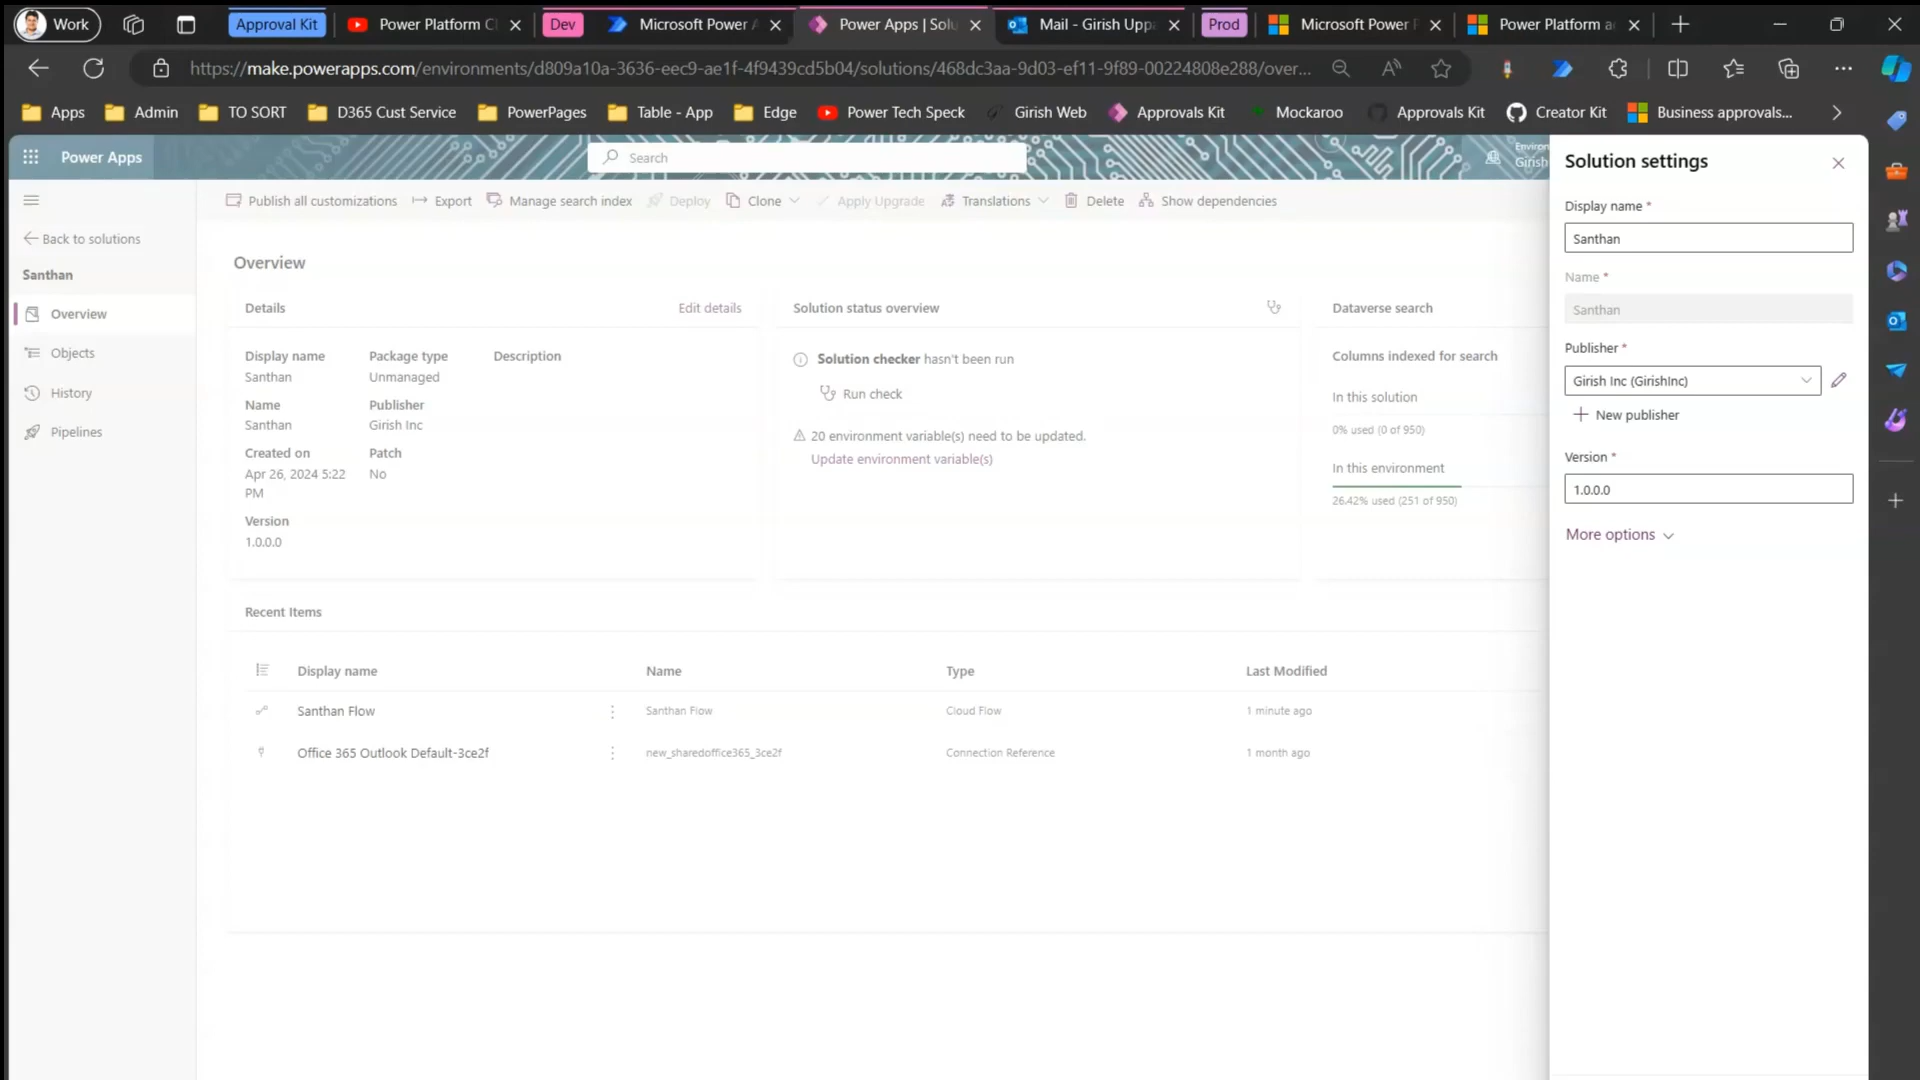 Work
Approval Kit
Power Platform C
Dev
Microsoft Power A
Power Apps | Solu
Mail - Girish Uppa
Prod
Microsoft Power P
Power Platform a
https://make.powerapps.com/environments/d809a10a-3636-eec9-ae1f-4f9439cd5b04/solutions/468dc3aa-9d03-ef11-9f89-00224808e288/over...
Apps
Admin
TO SORT
D365 Cust Service
PowerPages
Table - App
Edge
Power Tech Speck
Girish Web
Approvals Kit
Mockaroo
Approvals Kit
Creator Kit
Business approvals...
Power Apps
Search
Environ
Girish
Publish all customizations
Export
Manage search index
Deploy
Clone
Apply Upgrade
Translations
Delete
Show dependencies
Back to solutions
Santhan
Overview
Objects
History
Pipelines
Overview
Details
Edit details
Display name
Santhan
Package type
Unmanaged
Description
Name
Santhan
Publisher
Girish Inc
Created on
Apr 26, 2024 5:22
PM
Patch
No
Version
1.0.0.0
Solution status overview
Solution checker hasn't been run
Run check
20 environment variable(s) need to be updated.
Update environment variable(s)
Dataverse search
Columns indexed for search
In this solution
0% used (0 of 950)
In this environment
26.42% used (251 of 950)
Recent Items
Display name
Name
Type
Last Modified
Santhan Flow
Santhan Flow
Cloud Flow
1 minute ago
Office 365 Outlook Default-3ce2f
new_sharedoffice365_3ce2f
Connection Reference
1 month ago
Solution settings
Display name *
Santhan
Name *
Santhan
Publisher *
Girish Inc (GirishInc)
New publisher
Version *
1.0.0.0
More options